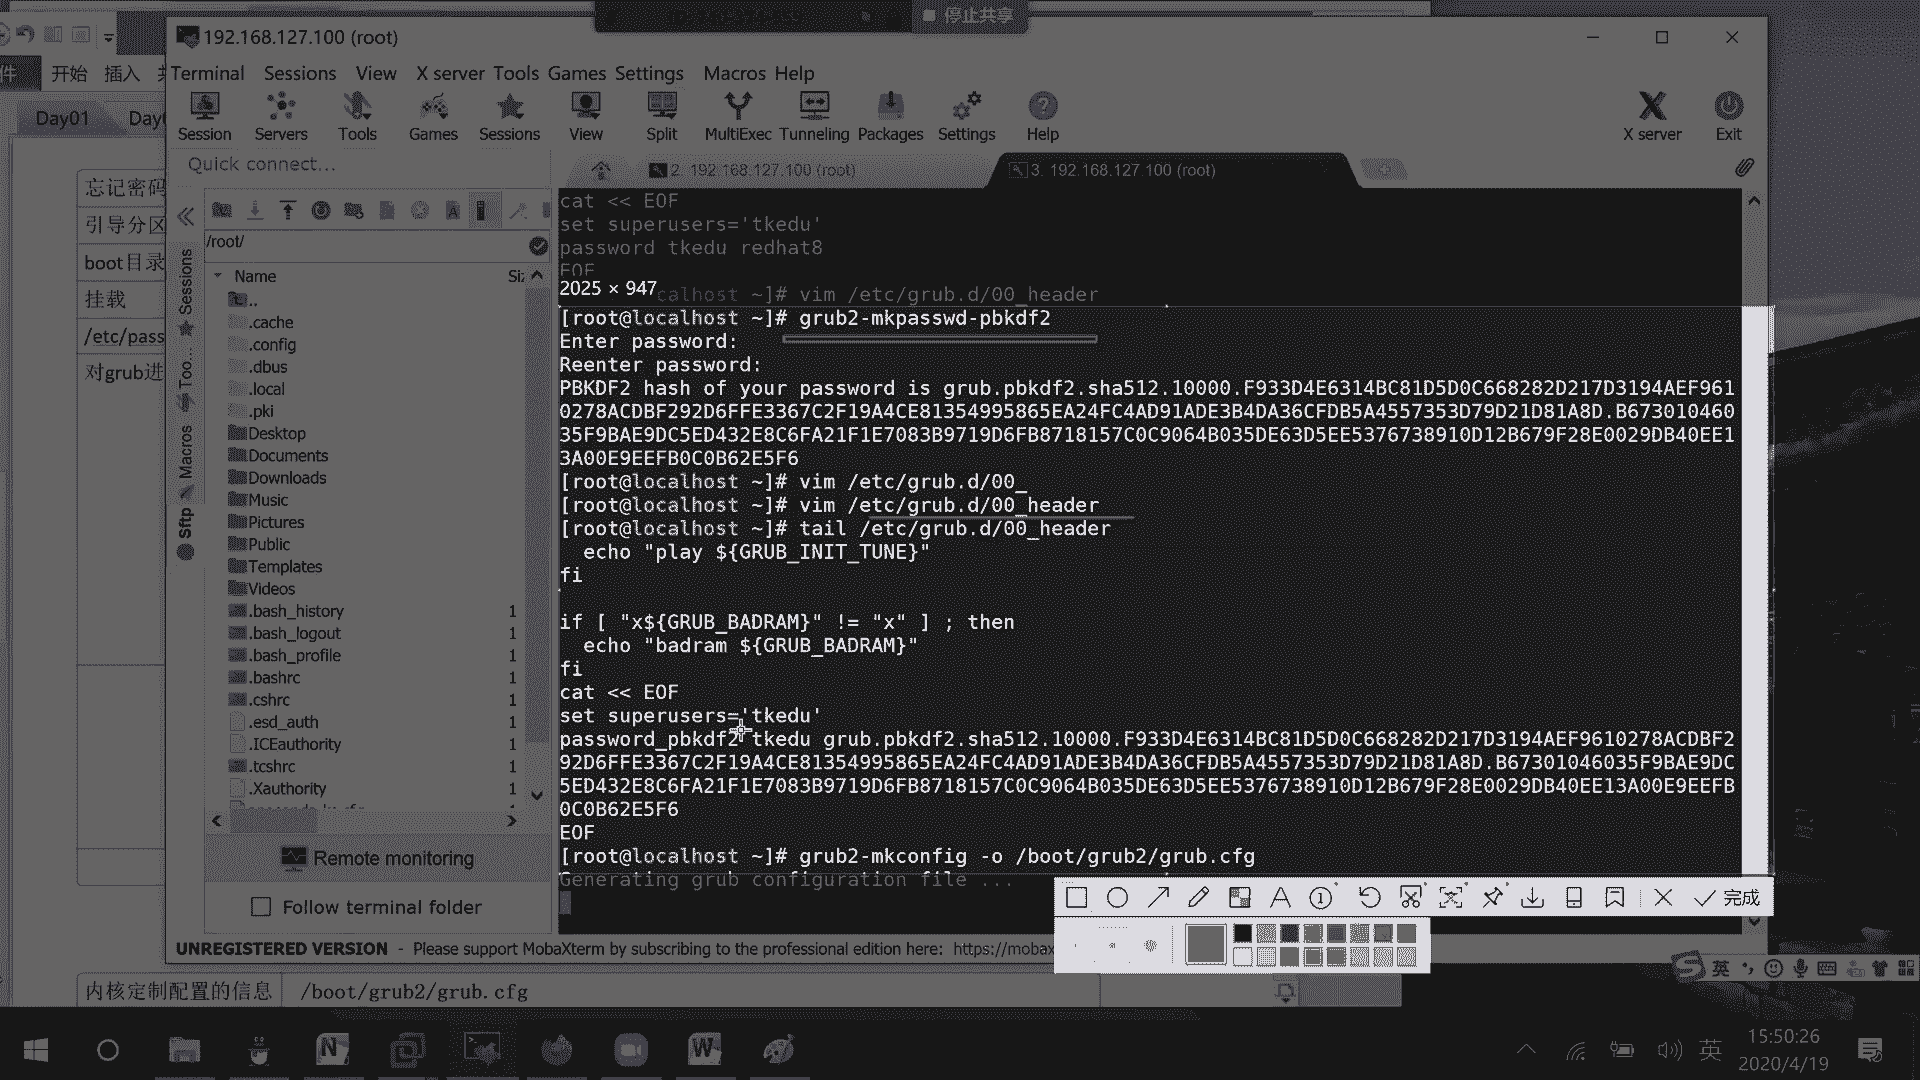 停止共享
192.168.127.100 (root)
开始 插入
Terminal Sessions View X server Tools Games Settings Macros Help
Day01
Session Servers Tools Games Sessions View Split MultiExec Tunneling Packages Settings Help X server Exit
Quick connect...
2. 192.168.127.100 (root)
3. 192.168.127.100 (root)
忘记密码
引导分区
boot目录
挂载
/etc/pass
对grub进
Sessions
Too...
Macros
Sftp
/root/
Name
..
.cache
.config
.dbus
.local
.pki
Desktop
Documents
Downloads
Music
Pictures
Public
Templates
Videos
.bash_history 1
.bash_logout 1
.bash_profile 1
.bashrc 1
.cshrc 1
.esd_auth 1
.ICEauthority 1
.tcshrc 1
.Xauthority 1
Remote monitoring
Follow terminal folder
cat << EOF
set superusers='tkedu'
password tkedu redhat8
EOF
2025 × 947
calhost ~]# vim /etc/grub.d/00_header
[root@localhost ~]# grub2-mkpasswd-pbkdf2
Enter password:
Reenter password:
PBKDF2 hash of your password is grub.pbkdf2.sha512.10000.F933D4E6314BC81D5D0C668282D217D3194AEF961
0278ACDBF292D6FFE3367C2F19A4CE81354995865EA24FC4AD91ADE3B4DA36CFDB5A4557353D79D21D81A8D.B673010460
35F9BAE9DC5ED432E8C6FA21F1E7083B9719D6FB8718157C0C9064B035DE63D5EE5376738910D12B679F28E0029DB40EE1
3A00E9EEFB0C0B62E5F6
[root@localhost ~]# vim /etc/grub.d/00_
[root@localhost ~]# vim /etc/grub.d/00_header
[root@localhost ~]# tail /etc/grub.d/00_header
echo "play ${GRUB_INIT_TUNE}"
fi
if [ "x${GRUB_BADRAM}" != "x" ] ; then
echo "badram ${GRUB_BADRAM}"
fi
cat << EOF
set superusers='tkedu'
password_pbkdf2 tkedu grub.pbkdf2.sha512.10000.F933D4E6314BC81D5D0C668282D217D3194AEF9610278ACDBF2
92D6FFE3367C2F19A4CE81354995865EA24FC4AD91ADE3B4DA36CFDB5A4557353D79D21D81A8D.B67301046035F9BAE9DC
5ED432E8C6FA21F1E7083B9719D6FB8718157C0C9064B035DE63D5EE5376738910D12B679F28E0029DB40EE13A00E9EEFB
0C0B62E5F6
EOF
[root@localhost ~]# grub2-mkconfig -o /boot/grub2/grub.cfg
Generating grub configuration file ...
完成
UNREGISTERED VERSION - Please support MobaXterm by subscribing to the professional edition here: https://mobax
内核定制配置的信息 /boot/grub2/grub.cfg
英
英
15:50:26
2020/4/19